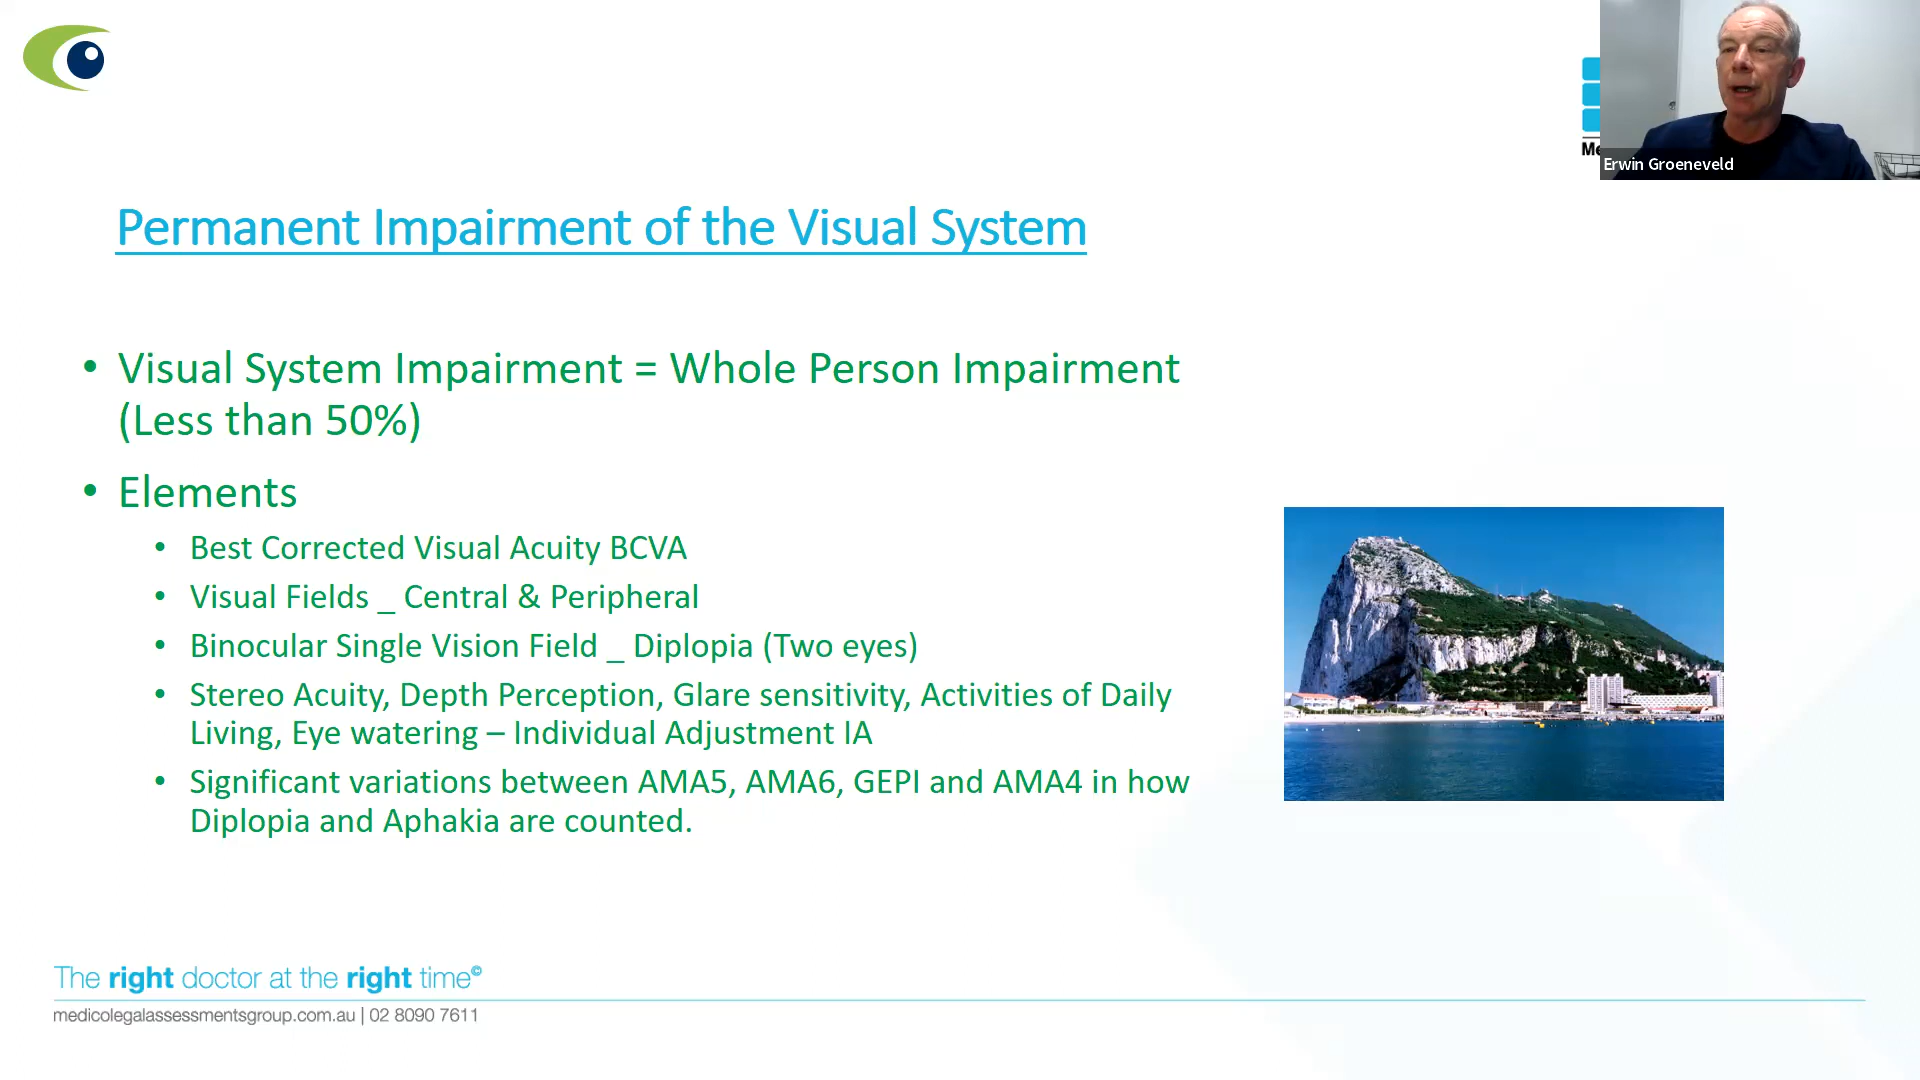 Me
Erwin Groeneveld
Permanent Impairment of the Visual System
• Visual System Impairment = Whole Person Impairment
(Less than 50%)
• Elements
• Best Corrected Visual Acuity BCVA
• Visual Fields _ Central & Peripheral
• Binocular Single Vision Field _ Diplopia (Two eyes)
• Stereo Acuity, Depth Perception, Glare sensitivity, Activities of Daily
Living, Eye watering – Individual Adjustment IA
• Significant variations between AMA5, AMA6, GEPI and AMA4 in how
Diplopia and Aphakia are counted.
The right doctor at the right time©
medicolegalassessmentsgroup.com.au | 02 8090 7611